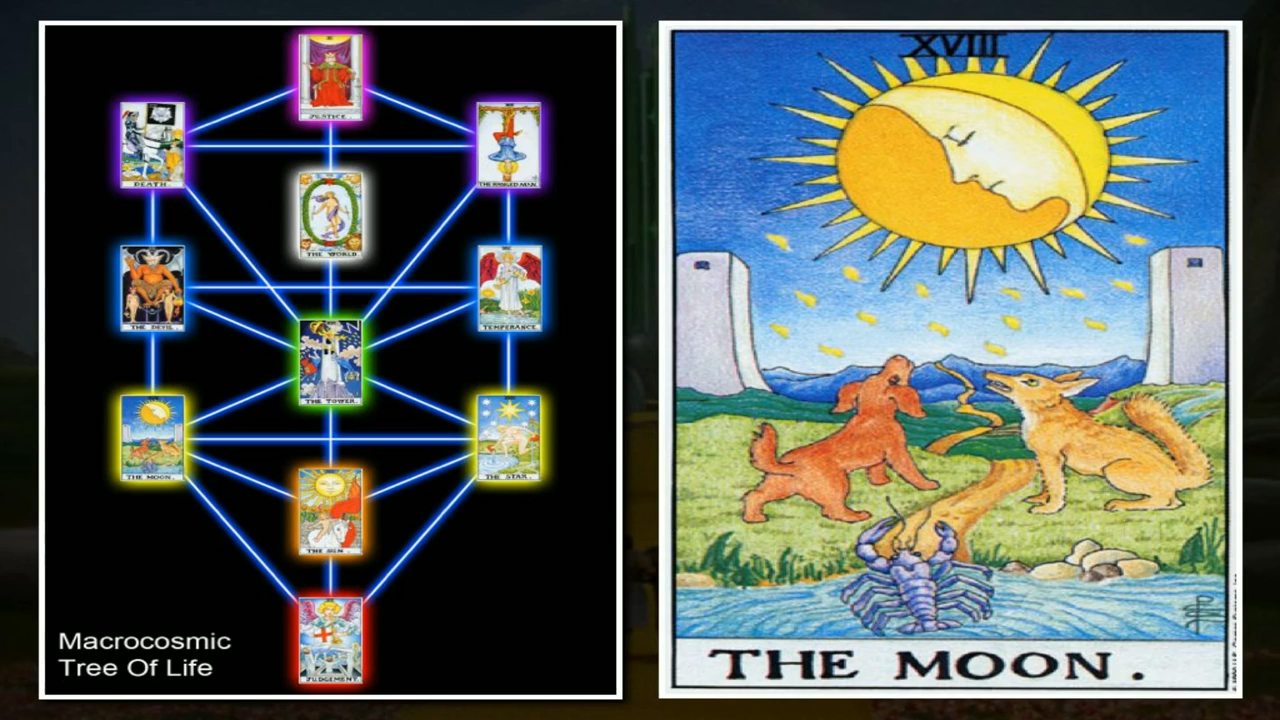 JUSTICE.
DEATH.
THE HANGED MAN.
THE WORLD.
THE DEVIL.
TEMPERANCE.
THE TOWER.
THE MOON.
THE STAR.
THE SUN.
JUDGEMENT.
Macrocosmic
Tree Of Life
XVIII
THE MOON.